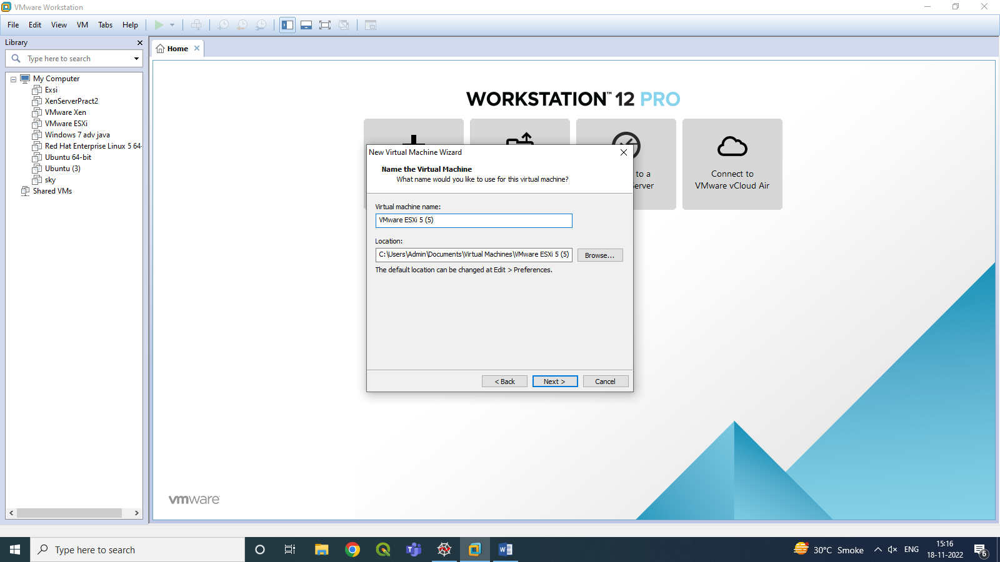 VMware Workstation
File Edit View VM Tabs Help
Library
Type here to search
My Computer
Exsi
XenServerPract2
VMware Xen
VMware ESXi
Windows 7 adv java
Red Hat Enterprise Linux 5 64-
Ubuntu 64-bit
Ubuntu (3)
sky
Shared VMs
Home
WORKSTATION™ 12 PRO
to a
Server
Connect to
VMware vCloud Air
New Virtual Machine Wizard
Name the Virtual Machine
What name would you like to use for this virtual machine?
Virtual machine name:
VMware ESXi 5 (5)
Location:
C:\Users\Admin\Documents\Virtual Machines\VMware ESXi 5 (5)
Browse...
The default location can be changed at Edit > Preferences.
< Back Next > Cancel
vmware
Type here to search
30°C Smoke
ENG
15:16
18-11-2022
6